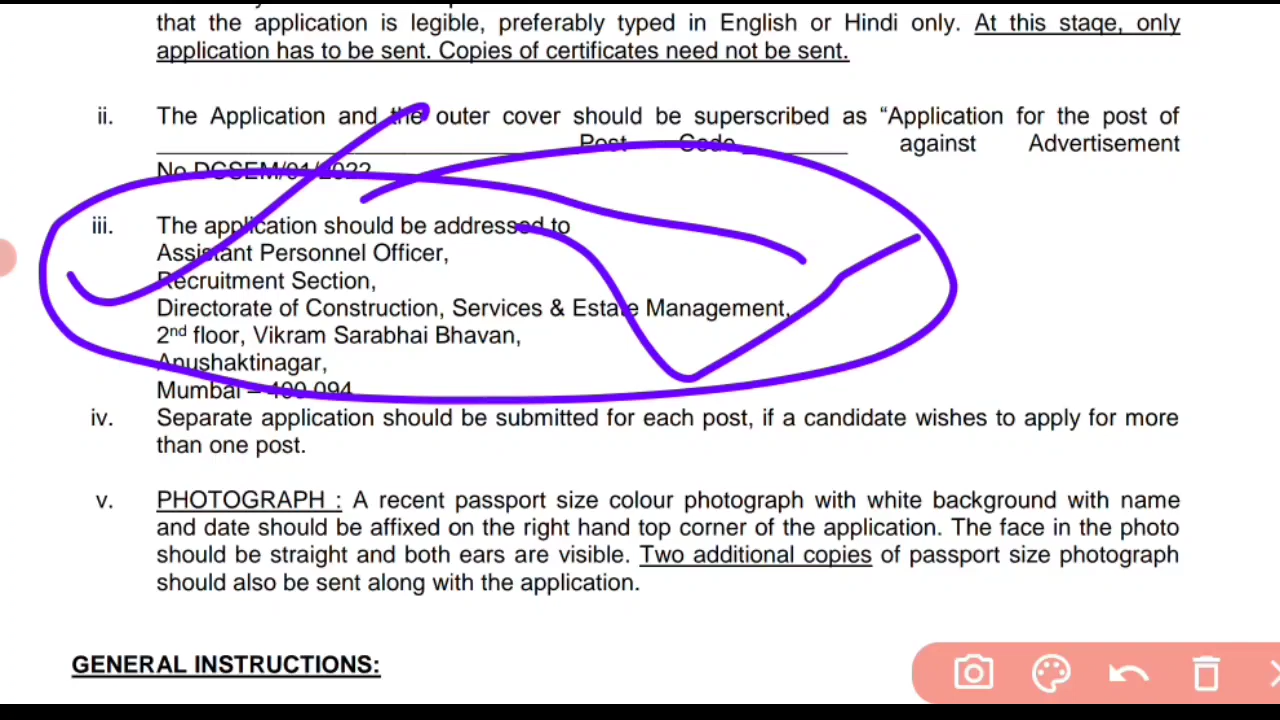 that the application is legible, preferably typed in English or Hindi only. At this stage, only
application has to be sent. Copies of certificates need not be sent.
ii. The Application and the outer cover should be superscribed as “Application for the post of
Post Code against Advertisement
No.DCSEM/01/2022
iii. The application should be addressed to
Assistant Personnel Officer,
Recruitment Section,
Directorate of Construction, Services & Estate Management,
2nd floor, Vikram Sarabhai Bhavan,
Anushaktinagar,
Mumbai – 400 094
iv. Separate application should be submitted for each post, if a candidate wishes to apply for more
than one post.
v. PHOTOGRAPH : A recent passport size colour photograph with white background with name
and date should be affixed on the right hand top corner of the application. The face in the photo
should be straight and both ears are visible. Two additional copies of passport size photograph
should also be sent along with the application.
GENERAL INSTRUCTIONS: